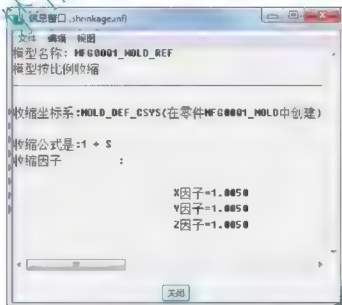 信息窗口 (shrinkage.inf)
文件 编辑 视图
模型名称: MFG0001_MOLD_REF
模型按比例收缩
收缩坐标系:MOLD_DEF_CSYS(在零件MFG0001_MOLD中创建)
收缩公式是:1 + S
收缩因子 :
X因子=1.0050
Y因子=1.0050
Z因子=1.0050
关闭